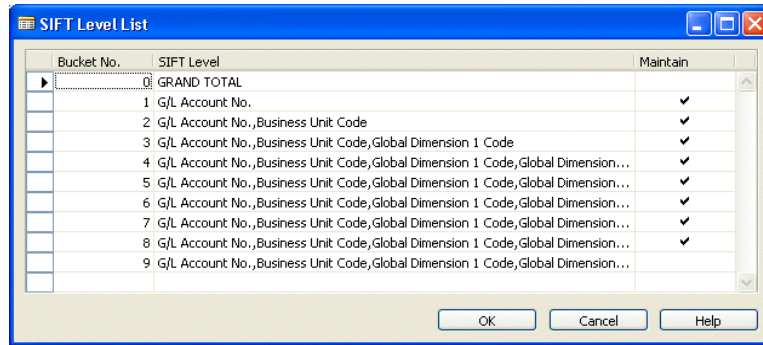 SIFT Level List
Bucket No. SIFT Level Maintain
0 GRAND TOTAL
1 G/L Account No.
2 G/L Account No.,Business Unit Code
3 G/L Account No.,Business Unit Code,Global Dimension 1 Code
4 G/L Account No.,Business Unit Code,Global Dimension 1 Code,Global Dimension...
5 G/L Account No.,Business Unit Code,Global Dimension 1 Code,Global Dimension...
6 G/L Account No.,Business Unit Code,Global Dimension 1 Code,Global Dimension...
7 G/L Account No.,Business Unit Code,Global Dimension 1 Code,Global Dimension...
8 G/L Account No.,Business Unit Code,Global Dimension 1 Code,Global Dimension...
9 G/L Account No.,Business Unit Code,Global Dimension 1 Code,Global Dimension...
OK Cancel Help